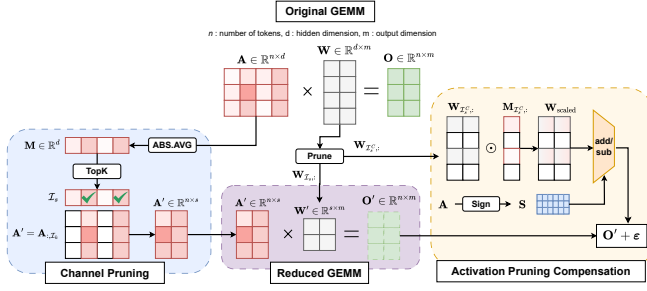 Original GEMM
n : number of tokens, d : hidden dimension, m : output dimension
A ∈ ℝ^{n×d}
W ∈ ℝ^{d×m}
O ∈ ℝ^{n×m}
×
=
M ∈ ℝ^d
ABS.AVG
TopK
𝓘_s
A′ = A_{:,𝓘_s}
A′ ∈ ℝ^{n×s}
Channel Pruning
Prune
W_{𝓘_s^C,:}
W_{𝓘_s,:}
A′ ∈ ℝ^{n×s}
W′ ∈ ℝ^{s×m}
O′ ∈ ℝ^{n×m}
×
=
Reduced GEMM
W_{𝓘_s^C,:}
M_{𝓘_s^C,:}
W_scaled
⊙
add/
sub
A
Sign
S
O′ + ε
Activation Pruning Compensation